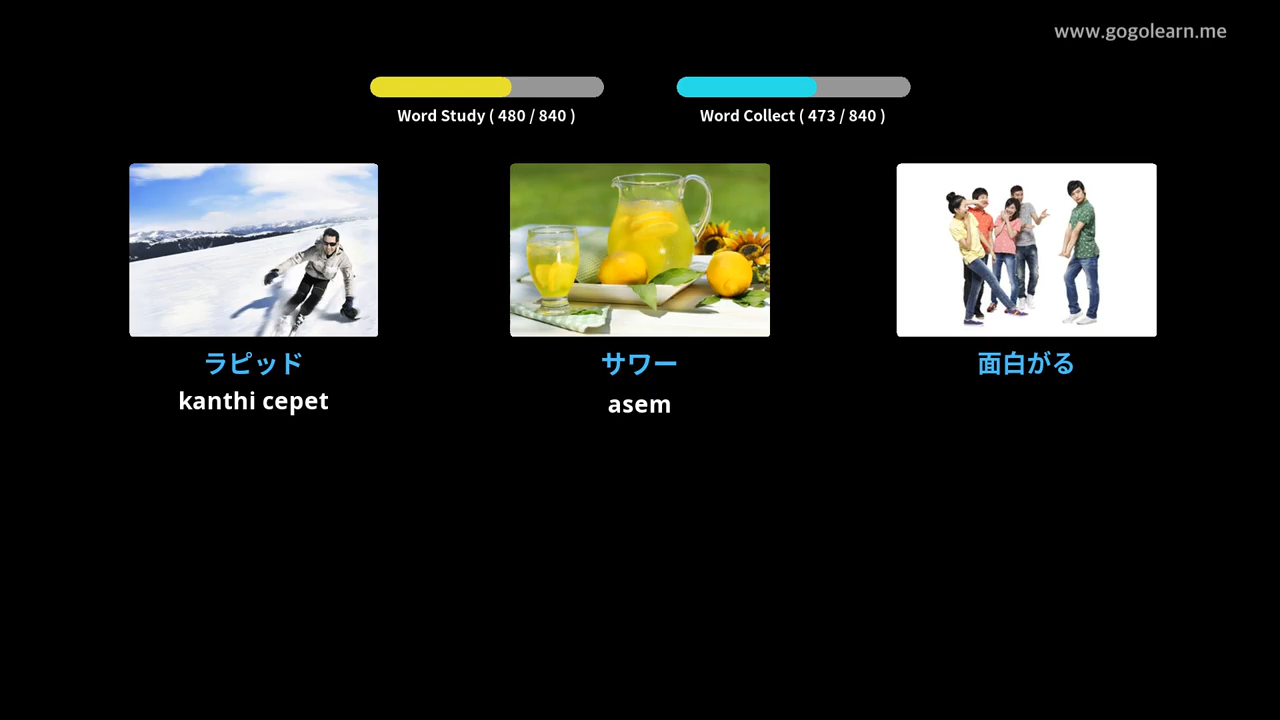 www.gogolearn.me
Word Study ( 480 / 840 )
Word Collect ( 473 / 840 )
ラピッド
kanthi cepet
サワー
asem
面白がる